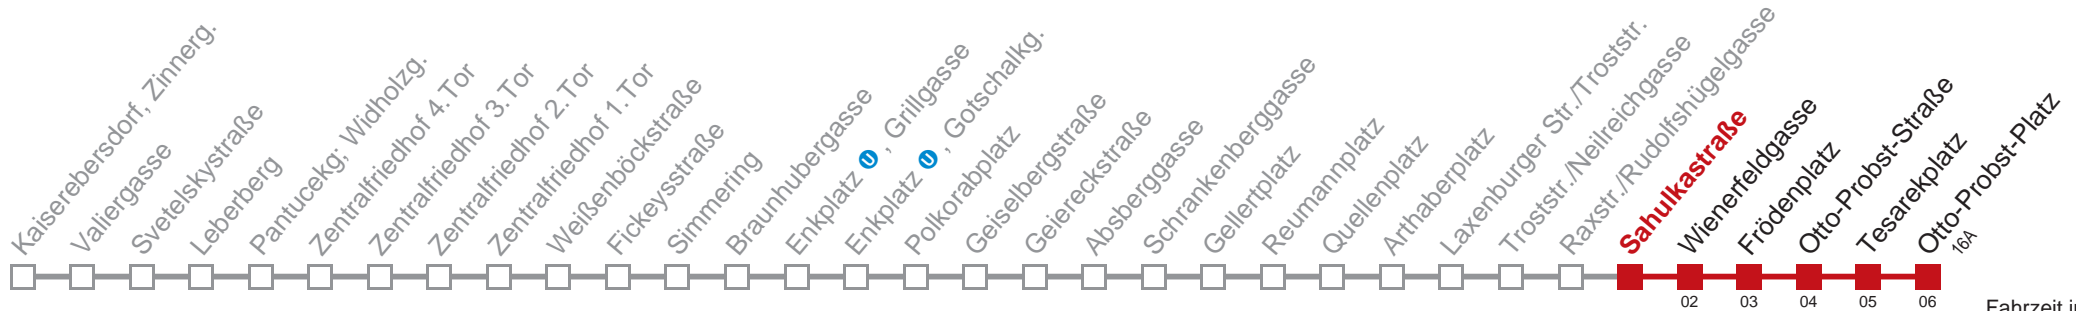 Kaiserebersdorf, Zinnerg.
Valiergasse
Svetelskystraße
Leberberg
Pantucekg; Widholzg.
Zentralfriedhof 4.Tor
Zentralfriedhof 3.Tor
Zentralfriedhof 2.Tor
Zentralfriedhof 1.Tor
Weißenböckstraße
Fickeysstraße
Simmering
Braunhubergasse
Enkplatz U , Grillgasse
Enkplatz U , Gotschalkg.
Polkorabplatz
Geiselbergstraße
Geiereckstraße
Absberggasse
Schrankenberggasse
Gellertplatz
Reumannplatz
Quellenplatz
Arthaberplatz
Laxenburger Str./Troststr.
Troststr./Neilreichgasse
Raxstr./Rudolfshügelgasse
Sahulkastraße
Wienerfeldgasse
Frödenplatz
Otto-Probst-Straße
Tesarekplatz
Otto-Probst-Platz
16A
02 03 04 05 06
Fahrzeit